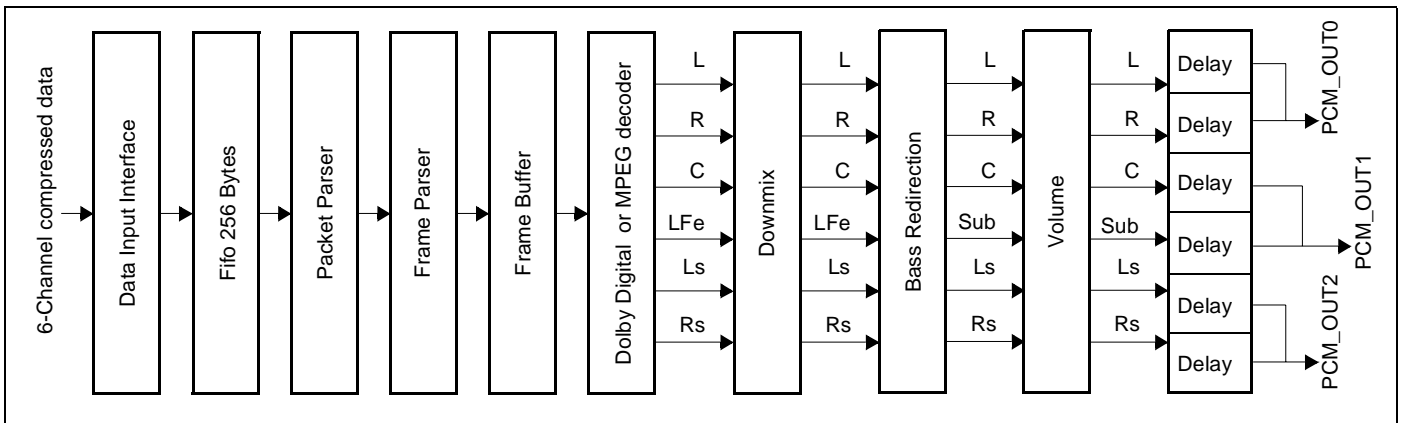 6-Channel compressed data
Data Input Interface
Fifo 256 Bytes
Packet Parser
Frame Parser
Frame Buffer
Dolby Digital or MPEG decoder
L
R
C
LFe
Ls
Rs
Downmix
L
R
C
LFe
Ls
Rs
Bass Redirection
L
R
C
Sub
Ls
Rs
Volume
L
R
C
Sub
Ls
Rs
Delay
Delay
Delay
Delay
Delay
Delay
PCM_OUT0
PCM_OUT1
PCM_OUT2